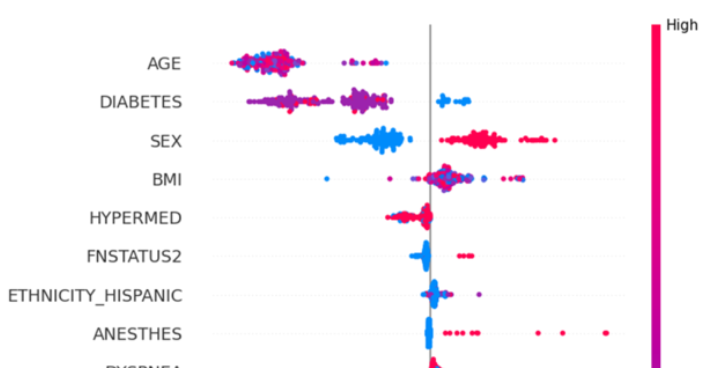 High
AGE
DIABETES
SEX
BMI
HYPERMED
FNSTATUS2
ETHNICITY_HISPANIC
ANESTHES